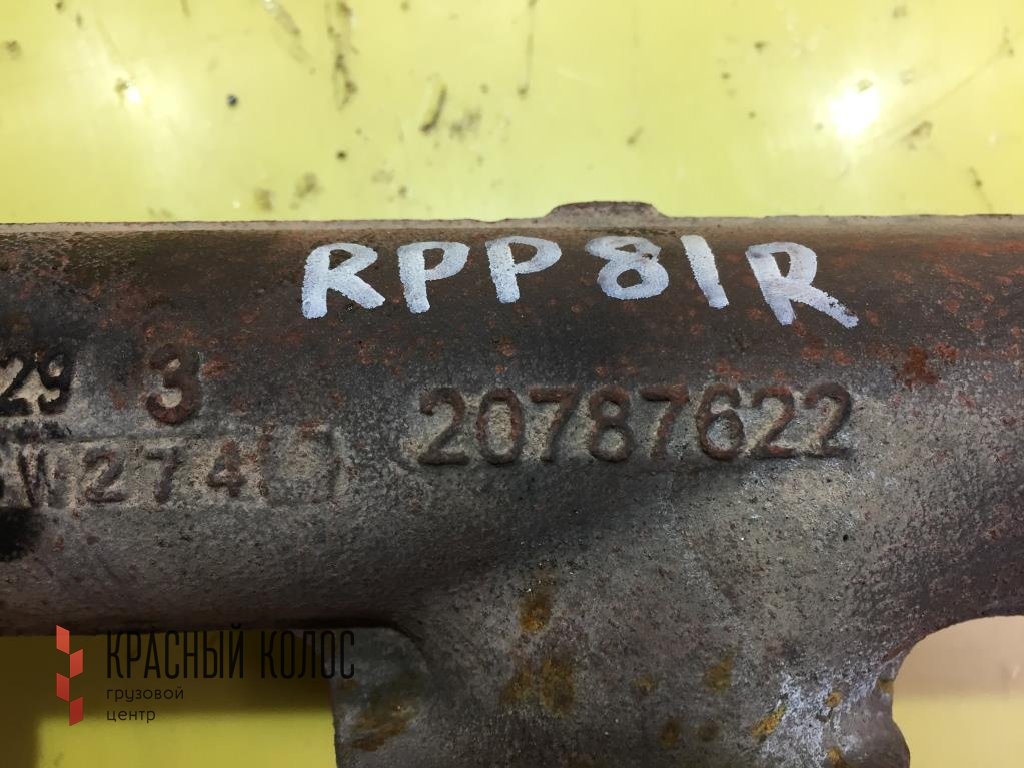 RPP81R
29 3
20787622
W274
КРАСНЫЙ КОЛОС
грузовой
центр